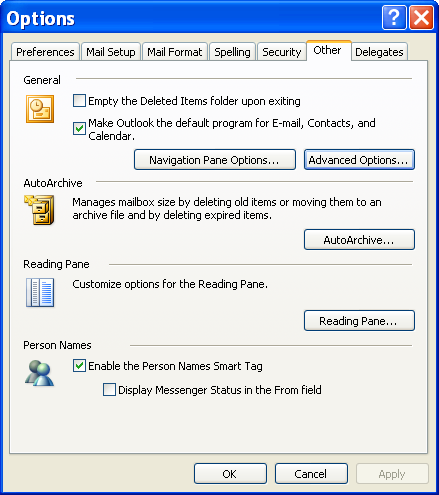 Options
Preferences Mail Setup Mail Format Spelling Security Other Delegates
General
Empty the Deleted Items folder upon exiting
Make Outlook the default program for E-mail, Contacts, and
Calendar.
Navigation Pane Options... Advanced Options...
AutoArchive
Manages mailbox size by deleting old items or moving them to an
archive file and by deleting expired items.
AutoArchive...
Reading Pane
Customize options for the Reading Pane.
Reading Pane...
Person Names
Enable the Person Names Smart Tag
Display Messenger Status in the From field
OK Cancel Apply